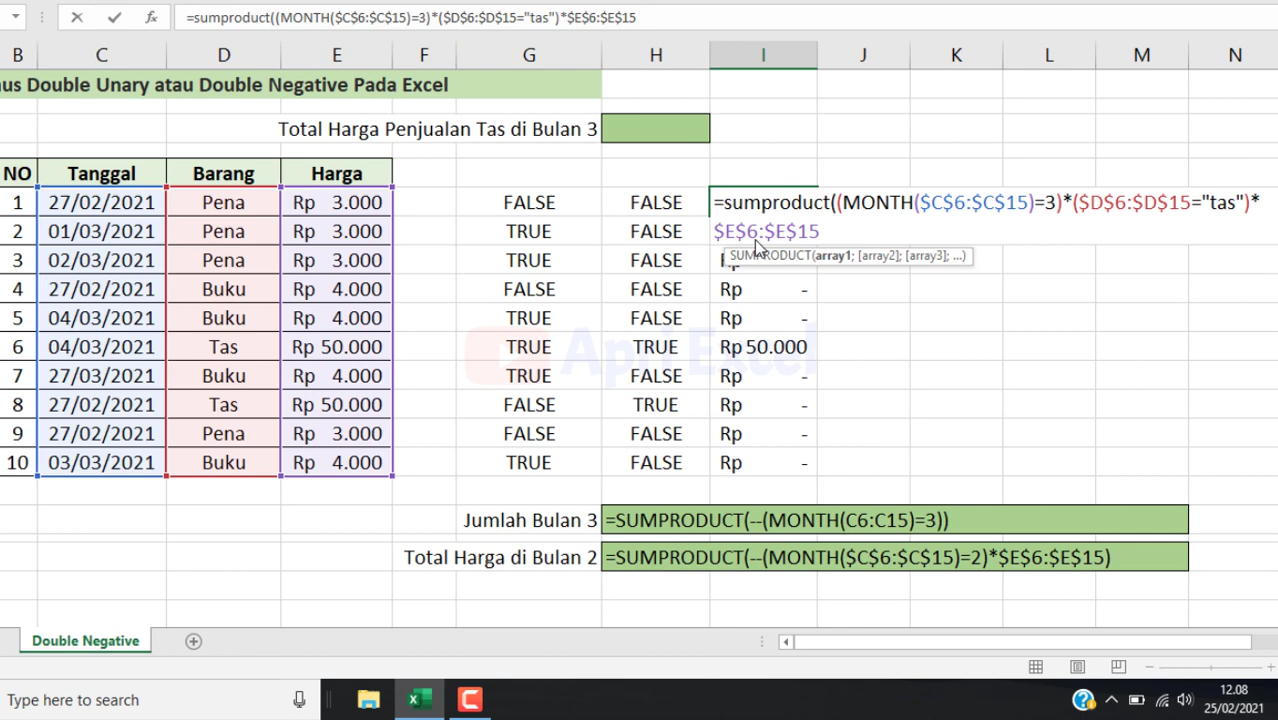 =sumproduct((MONTH($C$6:$C$15)=3)*($D$6:$D$15="tas")*$E$6:$E$15
B C D E F G H I J K L M N
us Double Unary atau Double Negative Pada Excel
Total Harga Penjualan Tas di Bulan 3
NO Tanggal Barang Harga
1 27/02/2021 Pena Rp 3.000 FALSE FALSE =sumproduct((MONTH($C$6:$C$15)=3)*($D$6:$D$15="tas")*
2 01/03/2021 Pena Rp 3.000 TRUE FALSE $E$6:$E$15
SUMPRODUCT(array1; [array2]; [array3]; ...)
3 02/03/2021 Pena Rp 3.000 TRUE FALSE Rp
4 27/02/2021 Buku Rp 4.000 FALSE FALSE Rp -
5 04/03/2021 Buku Rp 4.000 TRUE FALSE Rp -
6 04/03/2021 Tas Rp 50.000 TRUE TRUE Rp 50.000
Apri Excel
7 27/03/2021 Buku Rp 4.000 TRUE FALSE Rp -
8 27/02/2021 Tas Rp 50.000 FALSE TRUE Rp -
9 27/02/2021 Pena Rp 3.000 FALSE FALSE Rp -
10 03/03/2021 Buku Rp 4.000 TRUE FALSE Rp -
Jumlah Bulan 3 =SUMPRODUCT(--(MONTH(C6:C15)=3))
Total Harga di Bulan 2 =SUMPRODUCT(--(MONTH($C$6:$C$15)=2)*$E$6:$E$15)
Double Negative
Type here to search
12.08
25/02/2021